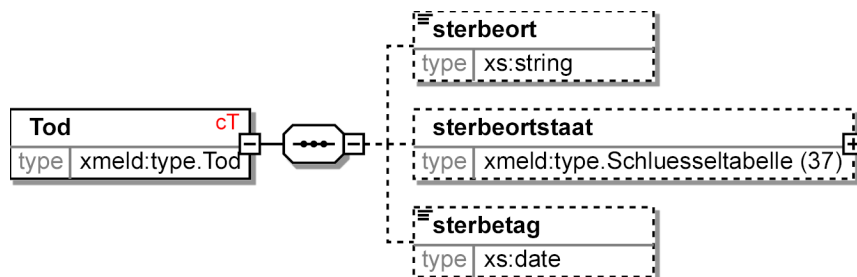 sterbeort
type xs:string
Tod cT
type xmeld:type.Tod
sterbeortstaat
type xmeld:type.Schluesseltabelle (37)
sterbetag
type xs:date